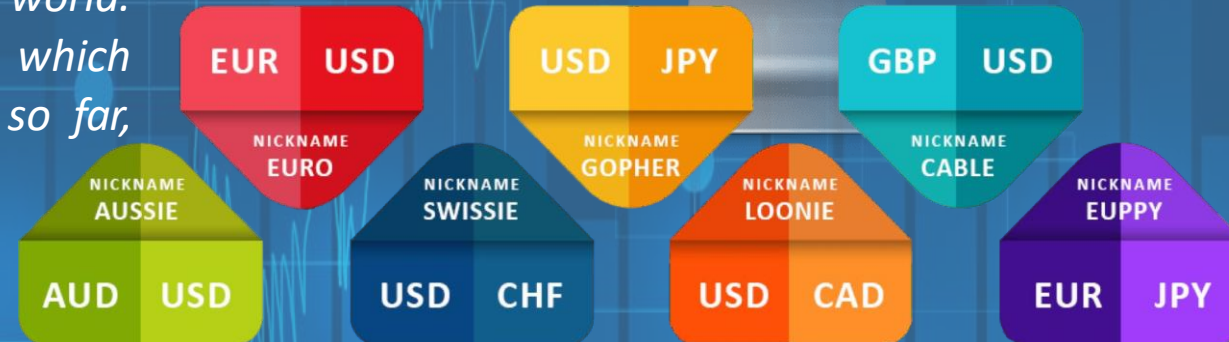 world.
which
so far,
EUR USD
NICKNAME
EURO
USD JPY
NICKNAME
GOPHER
GBP USD
NICKNAME
CABLE
NICKNAME
AUSSIE
AUD USD
NICKNAME
SWISSIE
USD CHF
NICKNAME
LOONIE
USD CAD
NICKNAME
EUPPY
EUR JPY